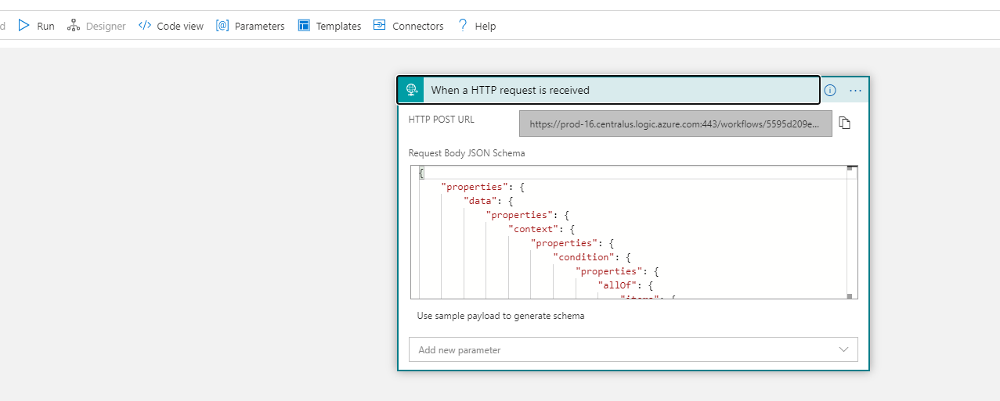 d Run Designer </> Code view [@] Parameters Templates Connectors ? Help
When a HTTP request is received
HTTP POST URL https://prod-16.centralus.logic.azure.com:443/workflows/5595d209e...
Request Body JSON Schema
{
"properties": {
"data": {
"properties": {
"context": {
"properties": {
"condition": {
"properties": {
"allOf": {
"items": {
Use sample payload to generate schema
Add new parameter